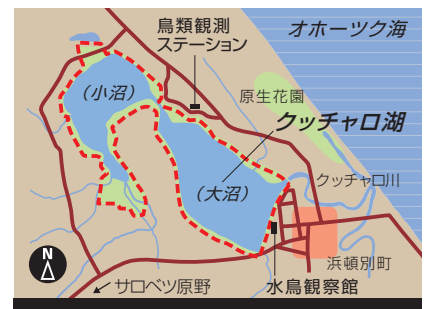 鳥類観測
ステーション
オホーツク海
(小沼)
原生花園
クッチャロ湖
(大沼)
クッチャロ川
浜頓別町
N
サロベツ原野
水鳥観察館